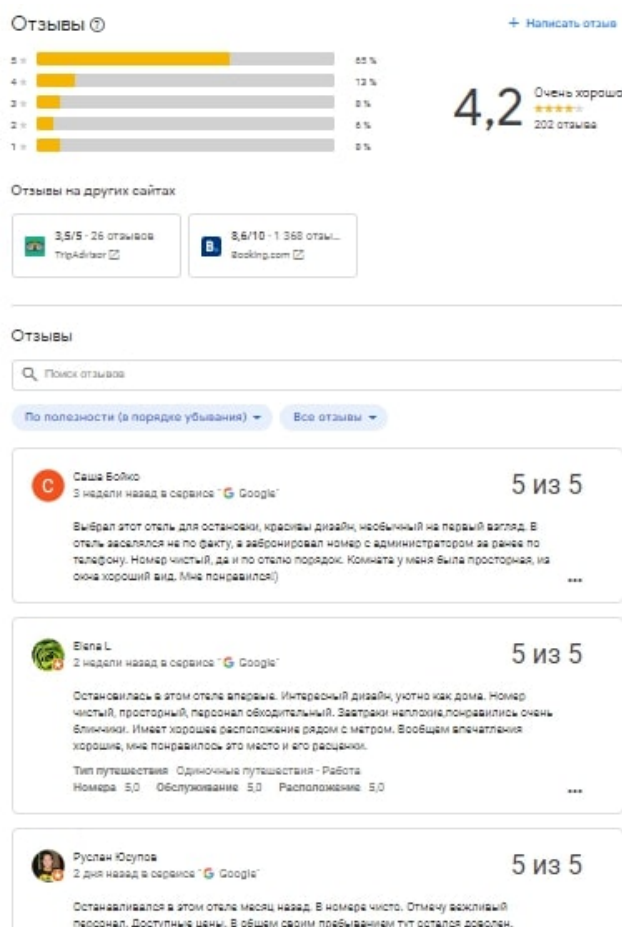 Отзывы
+ Написать отзыв
5 ★ 65 %
4 ★ 13 %
3 ★ 8 %
2 ★ 6 %
1 ★ 8 %
4,2
Очень хорошо
202 отзыва
Отзывы на других сайтах
3,5/5 - 26 отзывов
TripAdvisor
B.
8,6/10 - 1 368 отзы...
Booking.com
Отзывы
Поиск отзывов
По полезности (в порядке убывания)
Все отзывы
С
Саша Бойко
3 недели назад в сервисе "G Google"
5 из 5
Выбрал этот отель для остановки, красивы дизайн, необычный на первый взгляд. В
отель заселялся не по факту, а забронировал номер с администратором за ранее по
телефону. Номер чистый, да и по отелю порядок. Комната у меня была просторная, из
окна хороший вид. Мне понравился!)
...
Elena L
2 недели назад в сервисе "G Google"
5 из 5
Остановилась в этом отеле впервые. Интересный дизайн, уютно как дома. Номер
чистый, просторный, персонал обходительный. Завтраки неплохие,понравились очень
блинчики. Имеет хорошее расположение рядом с метром. Вообщем впечатления
хорошие, мне понравилось это место и его расценки.
Тип путешествия Одиночные путешествия - Работа
Номера 5,0 Обслуживание 5,0 Расположение 5,0
...
Руслан Юсупов
2 дня назад в сервисе "G Google"
5 из 5
Останавливался в этом отеле месяц назад. В номере чисто. Отмечу вежливый
персонал. Доступные цены. В общем своим пребыванием тут остался доволен.